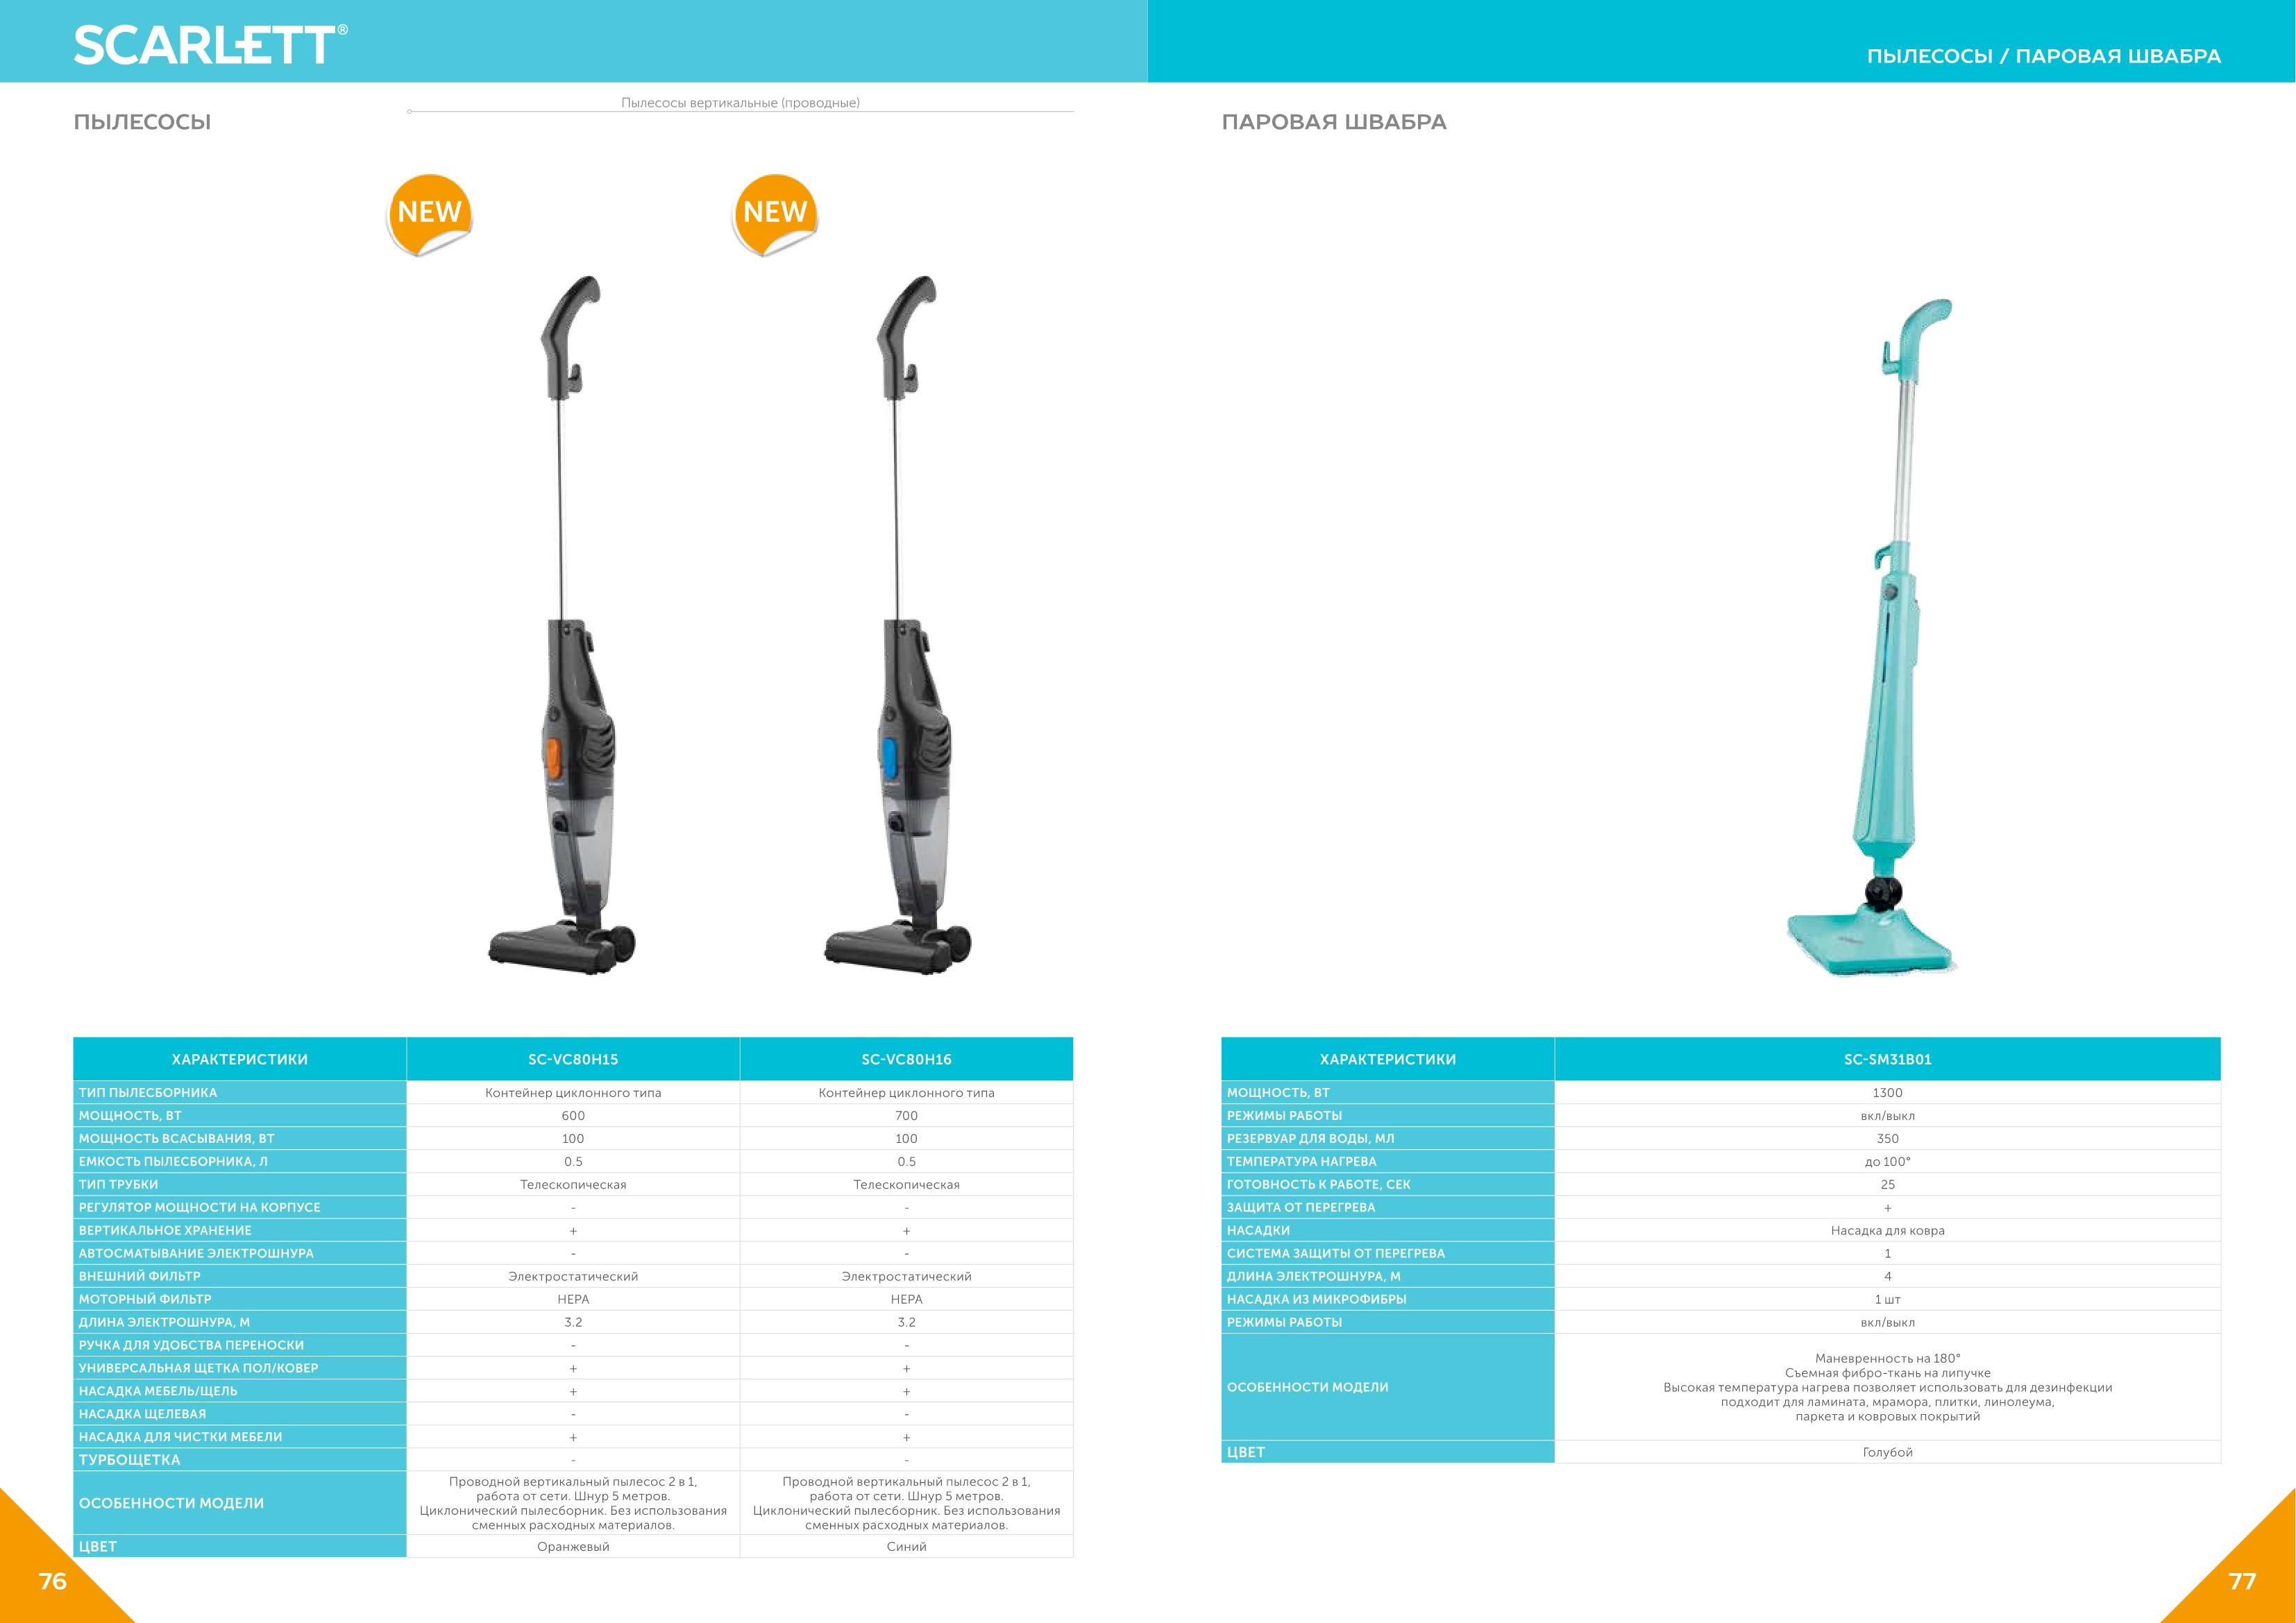 SCARLETT®
ПЫЛЕСОСЫ / ПАРОВАЯ ШВАБРА
ПЫЛЕСОСЫ
Пылесосы вертикальные (проводные)
NEW
NEW
ХАРАКТЕРИСТИКИ SC-VC80H15 SC-VC80H16
ТИП ПЫЛЕСБОРНИКА Контейнер циклонного типа Контейнер циклонного типа
МОЩНОСТЬ, ВТ 600 700
МОЩНОСТЬ ВСАСЫВАНИЯ, ВТ 100 100
ЕМКОСТЬ ПЫЛЕСБОРНИКА, Л 0.5 0.5
ТИП ТРУБКИ Телескопическая Телескопическая
РЕГУЛЯТОР МОЩНОСТИ НА КОРПУСЕ - -
ВЕРТИКАЛЬНОЕ ХРАНЕНИЕ + +
АВТОСМАТЫВАНИЕ ЭЛЕКТРОШНУРА - -
ВНЕШНИЙ ФИЛЬТР Электростатический Электростатический
МОТОРНЫЙ ФИЛЬТР HEPA HEPA
ДЛИНА ЭЛЕКТРОШНУРА, М 3.2 3.2
РУЧКА ДЛЯ УДОБСТВА ПЕРЕНОСКИ - -
УНИВЕРСАЛЬНАЯ ЩЕТКА ПОЛ/КОВЕР + +
НАСАДКА МЕБЕЛЬ/ЩЕЛЬ + +
НАСАДКА ЩЕЛЕВАЯ - -
НАСАДКА ДЛЯ ЧИСТКИ МЕБЕЛИ + +
ТУРБОЩЕТКА - -
ОСОБЕННОСТИ МОДЕЛИ
Проводной вертикальный пылесос 2 в 1,
работа от сети. Шнур 5 метров.
Циклонический пылесборник. Без использования
сменных расходных материалов.
Проводной вертикальный пылесос 2 в 1,
работа от сети. Шнур 5 метров.
Циклонический пылесборник. Без использования
сменных расходных материалов.
ЦВЕТ Оранжевый Синий
76
ПАРОВАЯ ШВАБРА
ХАРАКТЕРИСТИКИ SC-SM31B01
МОЩНОСТЬ, ВТ 1300
РЕЖИМЫ РАБОТЫ вкл/выкл
РЕЗЕРВУАР ДЛЯ ВОДЫ, МЛ 350
ТЕМПЕРАТУРА НАГРЕВА до 100°
ГОТОВНОСТЬ К РАБОТЕ, СЕК 25
ЗАЩИТА ОТ ПЕРЕГРЕВА +
НАСАДКИ Насадка для ковра
СИСТЕМА ЗАЩИТЫ ОТ ПЕРЕГРЕВА 1
ДЛИНА ЭЛЕКТРОШНУРА, М 4
НАСАДКА ИЗ МИКРОФИБРЫ 1 шт
РЕЖИМЫ РАБОТЫ вкл/выкл
ОСОБЕННОСТИ МОДЕЛИ
Маневренность на 180°
Съемная фибро-ткань на липучке
Высокая температура нагрева позволяет использовать для дезинфекции
подходит для ламината, мрамора, плитки, линолеума,
паркета и ковровых покрытий
ЦВЕТ Голубой
77